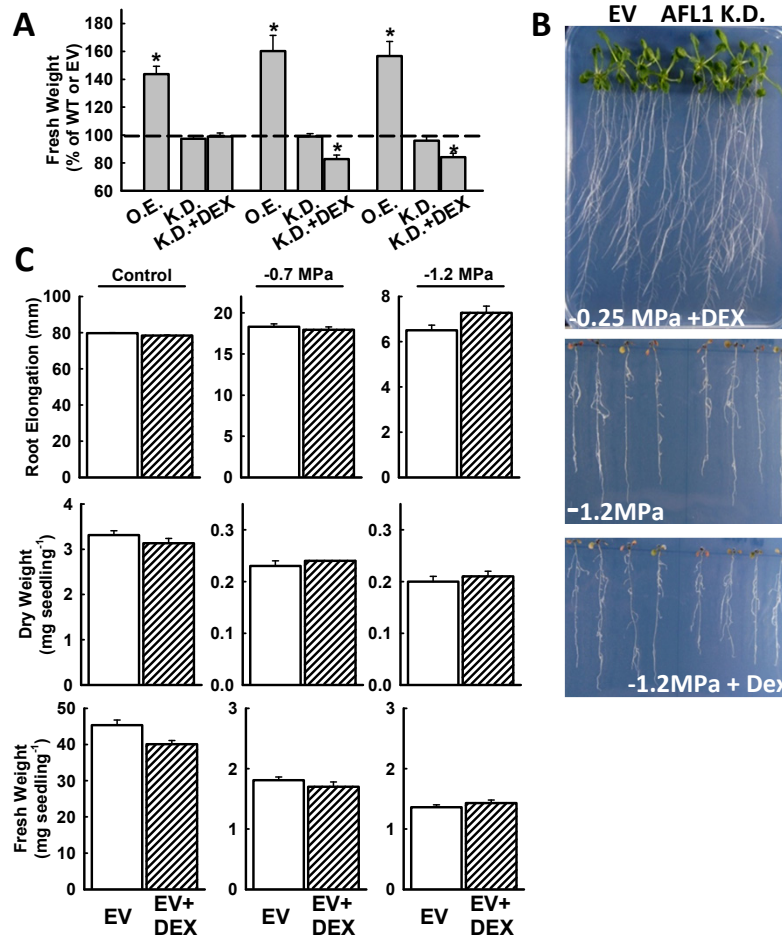 A
Fresh Weight
(% of WT or EV)
180
160
140
120
100
80
60
*
*
*
*
*
O.E.
K.D.
K.D.+DEX
O.E.
K.D.
K.D.+DEX
O.E.
K.D.
K.D.+DEX
B
EV AFL1 K.D.
-0.25 MPa +DEX
-1.2MPa
-1.2MPa + Dex
C
Control
-0.7 MPa
-1.2 MPa
Root Elongation (mm)
100
80
60
40
20
0
20
15
10
5
0
8
6
4
2
0
Dry Weight
(mg seedling-1)
4
3
2
1
0
0.3
0.2
0.1
0.0
0.3
0.2
0.1
0.0
Fresh Weight
(mg seedling-1)
50
40
30
20
10
0
3
2
1
0
3
2
1
0
EV
EV+
DEX
EV
EV+
DEX
EV
EV+
DEX